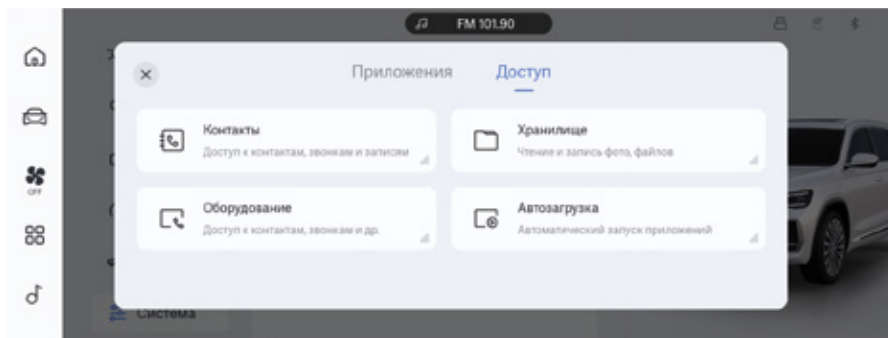 FM 101.90
Приложения
Доступ
Контакты
Доступ к контактам, звонкам и записям
Хранилище
Чтение и запись фото, файлов
OFF
Оборудование
Доступ к контактам, звонкам и др.
Автозагрузка
Автоматический запуск приложений
Система